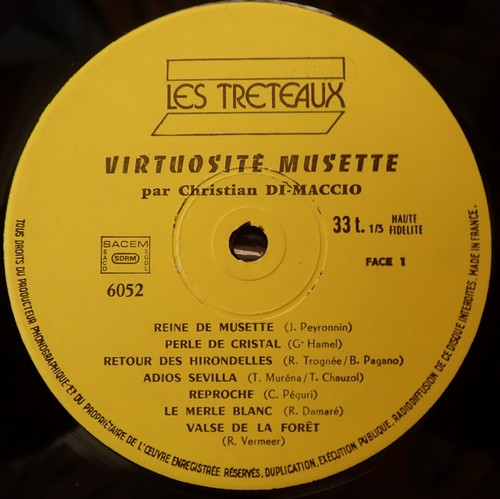 LES TRETEAUX
VIRTUOSITÉ MUSETTE
par Christian DI-MACCIO
33 t. 1/3 HAUTE FIDELITE
SACEM
SACD SDRM SGDL
6052
FACE 1
REINE DE MUSETTE (J. Peyronnin)
PERLE DE CRISTAL (G. Hamel)
RETOUR DES HIRONDELLES (R. Trognée/B. Pagano)
ADIOS SEVILLA (T. Muréna/T. Chauzol)
REPROCHE (C. Péguri)
LE MERLE BLANC (R. Damaré)
VALSE DE LA FORÊT
(R. Vermeer)
TOUS DROITS DU PRODUCTEUR PHONOGRAPHIQUE ET DU PROPRIÉTAIRE DE L'ŒUVRE ENREGISTRÉE RÉSERVÉS, DUPLICATION, EXÉCUTION PUBLIQUE, RADIODIFFUSION DE CE DISQUE INTERDITES. MADE IN FRANCE.